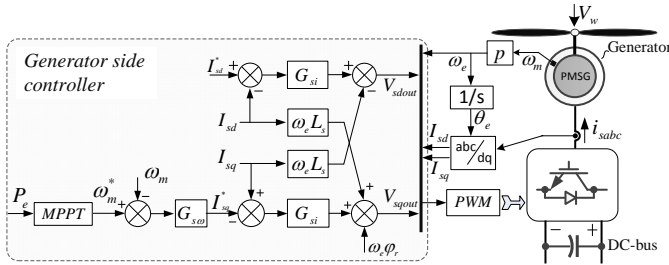 V_w
Generator side
controller
I*_sd + − G_si + − V_sdout
ω_e p ω_m Generator
PMSG
1/s
θ_e
I_sd ω_e L_s
I_sd abc/dq i_sabc
I_sq ω_e L_s
I_sq
P_e MPPT ω*_m + − ω_m G_sω I*_sq + − G_si + + + V_sqout PWM
ω_e φ_r
− + DC-bus